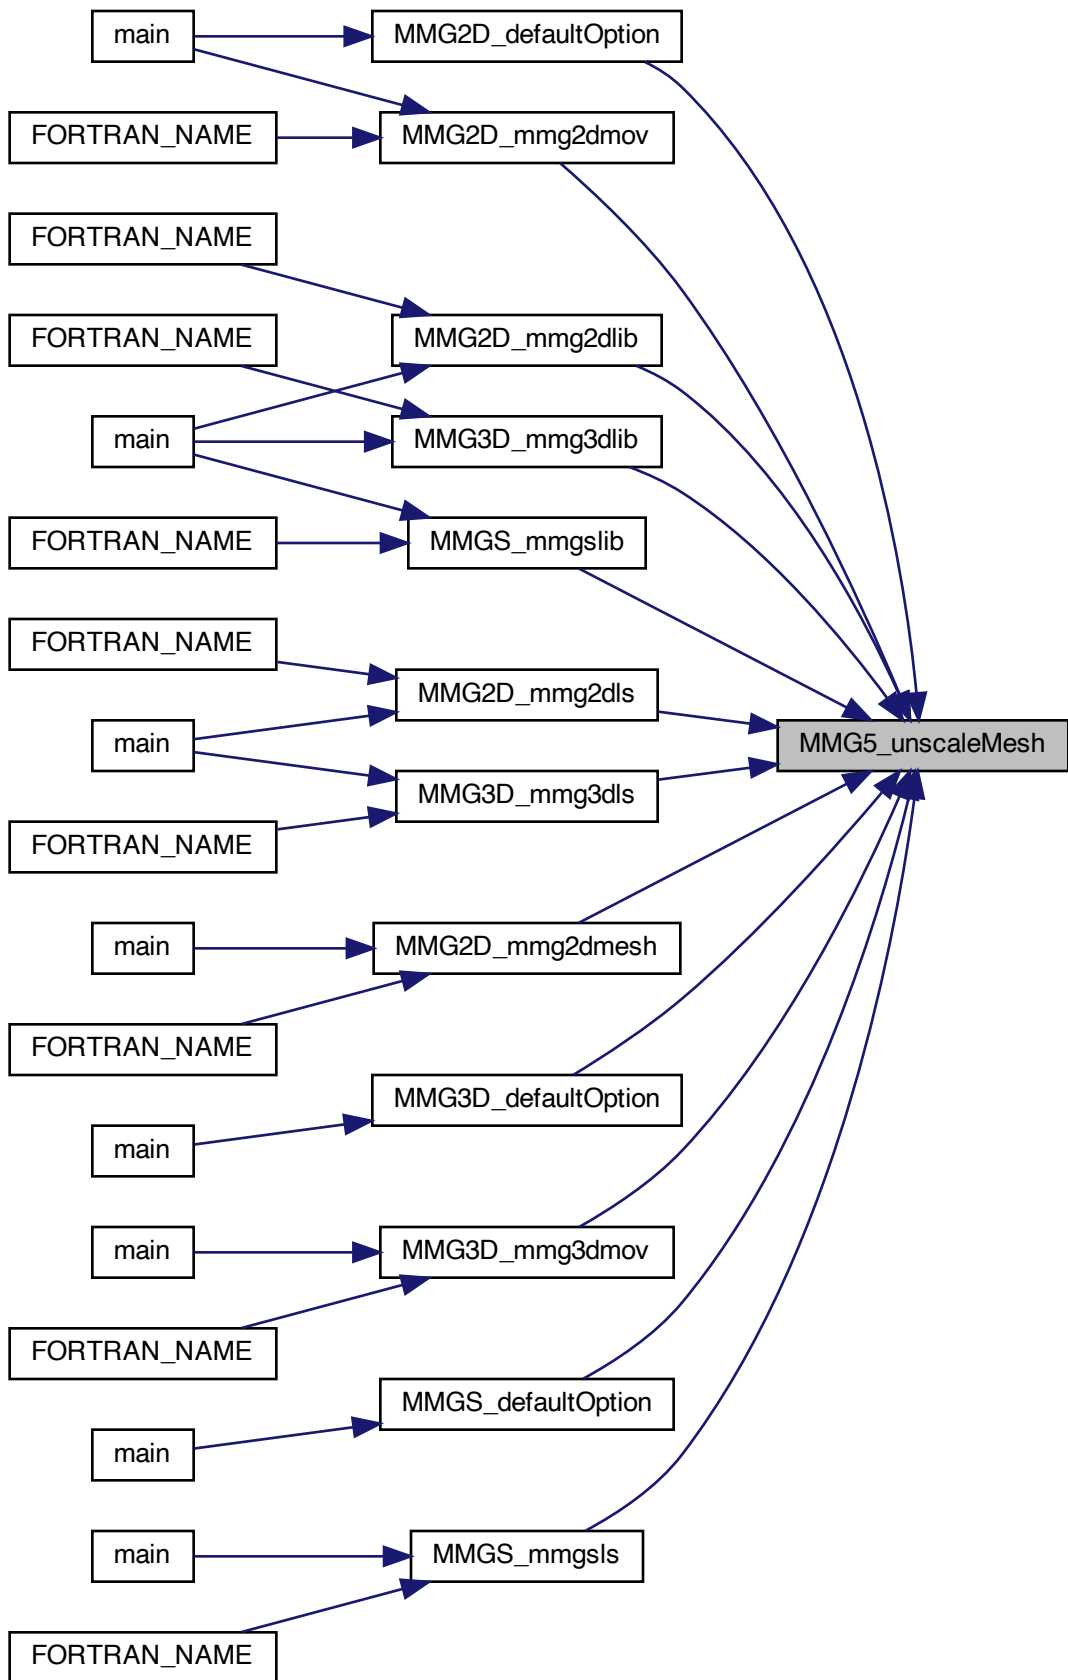 main
MMG2D_defaultOption
FORTRAN_NAME
MMG2D_mmg2dmov
FORTRAN_NAME
FORTRAN_NAME
MMG2D_mmg2dlib
main
MMG3D_mmg3dlib
FORTRAN_NAME
MMGS_mmgslib
FORTRAN_NAME
MMG2D_mmg2dls
main
MMG5_unscaleMesh
MMG3D_mmg3dls
FORTRAN_NAME
main
MMG2D_mmg2dmesh
FORTRAN_NAME
MMG3D_defaultOption
main
main
MMG3D_mmg3dmov
FORTRAN_NAME
MMGS_defaultOption
main
main
MMGS_mmgsls
FORTRAN_NAME